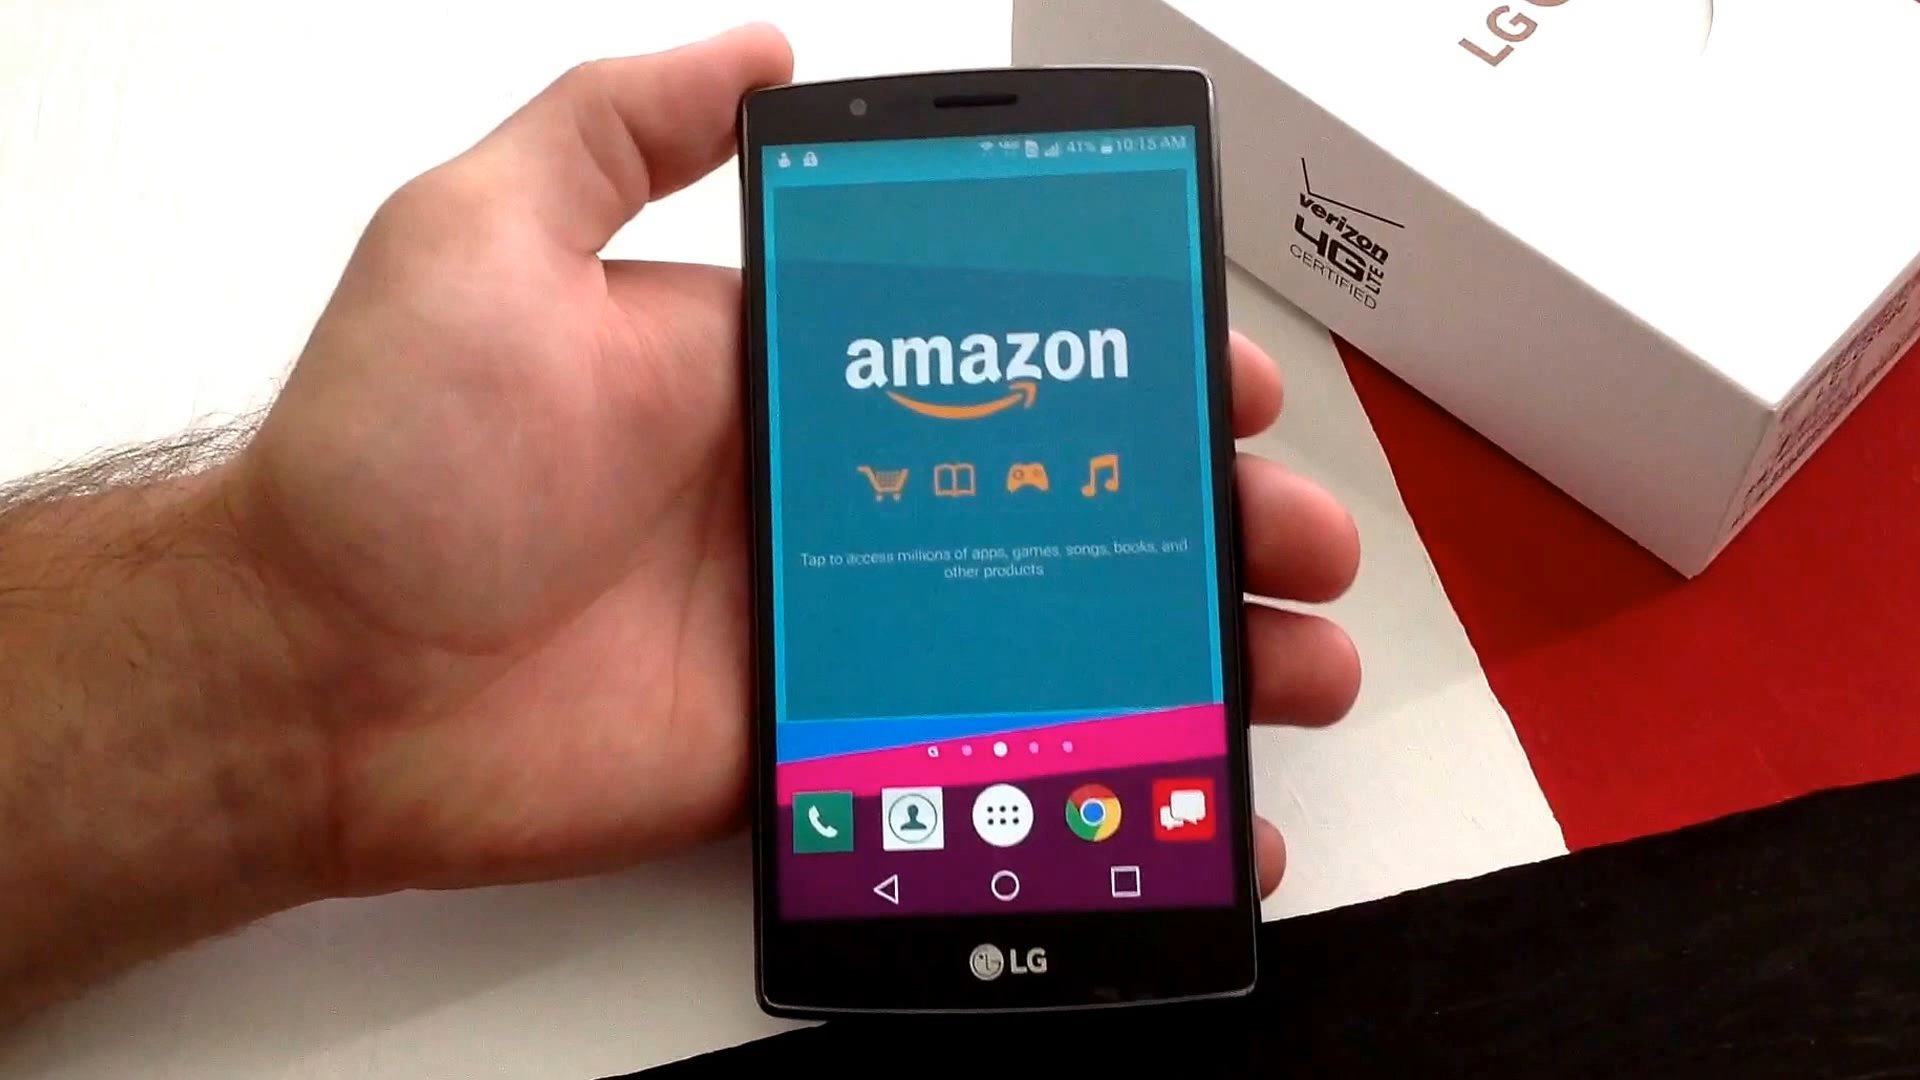 LG
verizon
4G LTE
CERTIFIED
41% 10:15 AM
amazon
Tap to access millions of apps, games, songs, books, and
other products
LG